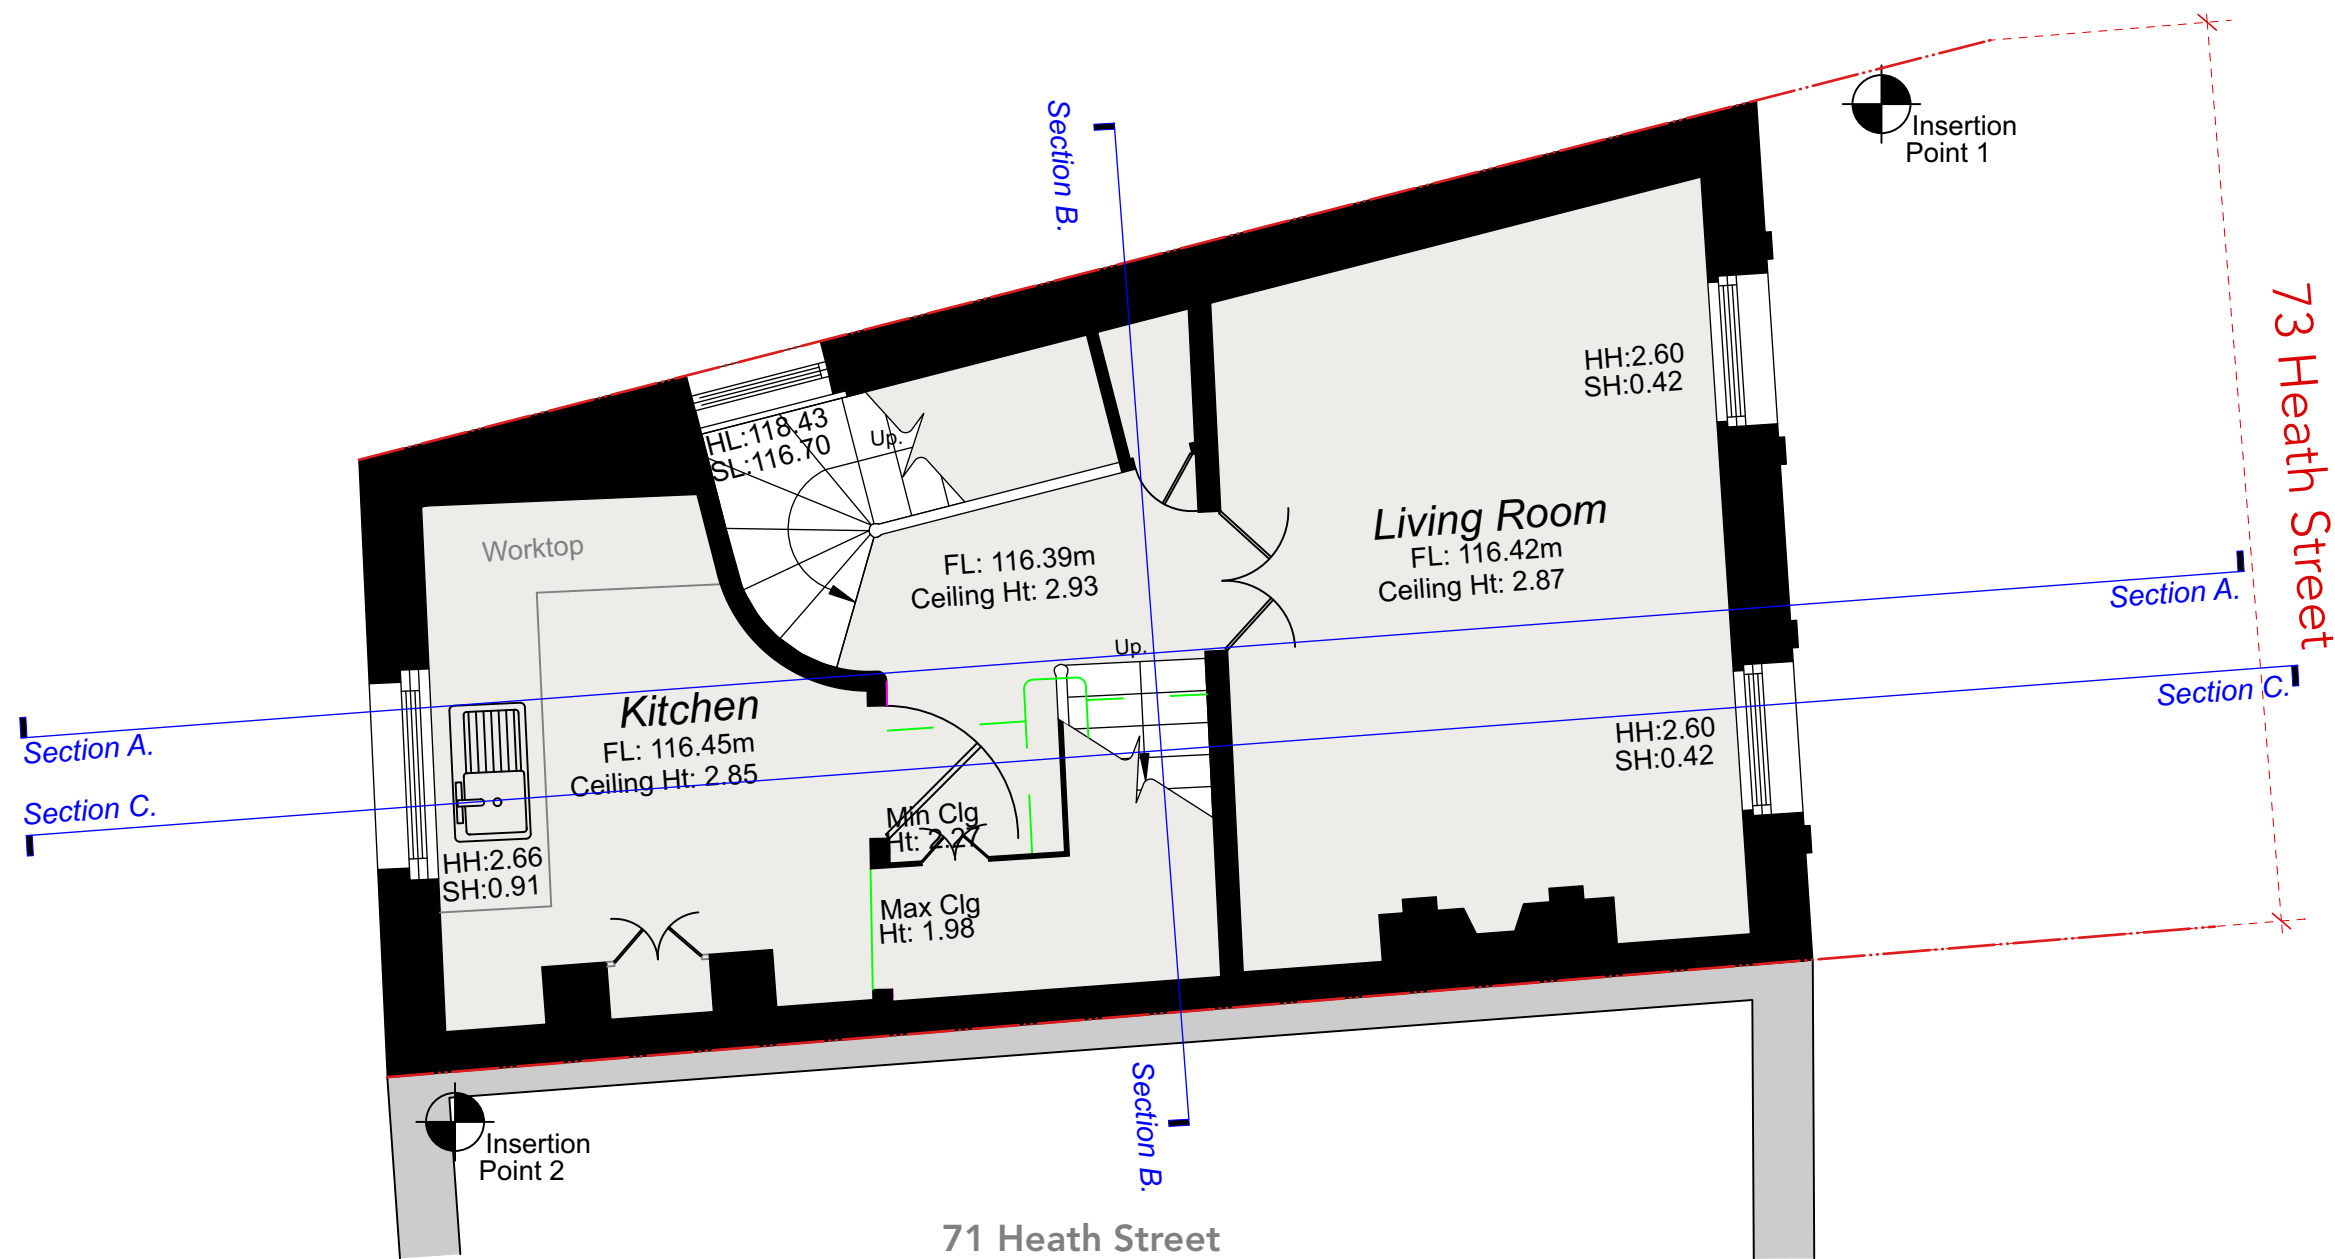 Section B.
Insertion
Point 1
73 Heath Street
HH:2.60
SH:0.42
HL:118.43
SL:116.70
Up.
Living Room
FL: 116.42m
Ceiling Ht: 2.87
Worktop
FL: 116.39m
Ceiling Ht: 2.93
Section A.
Up.
Section C.
Kitchen
FL: 116.45m
Ceiling Ht: 2.85
HH:2.60
SH:0.42
Section A.
Section C.
Min Clg
Ht: 2.27
HH:2.66
SH:0.91
Max Clg
Ht: 1.98
Section B.
Insertion
Point 2
71 Heath Street